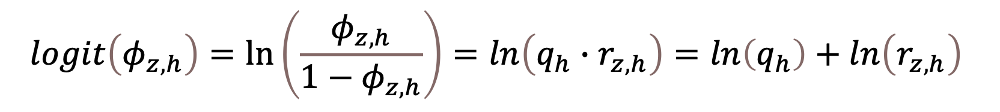 logit(ϕ_{z,h}) = ln(ϕ_{z,h} / (1 − ϕ_{z,h})) = ln(q_h · r_{z,h}) = ln(q_h) + ln(r_{z,h})